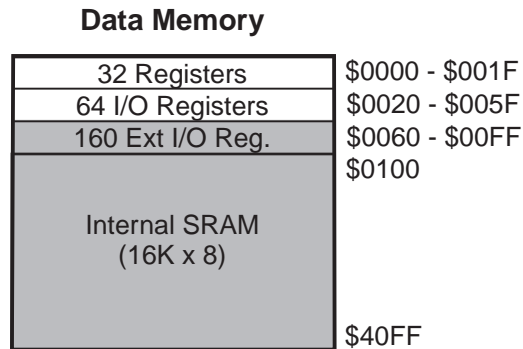 Data Memory
32 Registers $0000 - $001F
64 I/O Registers $0020 - $005F
160 Ext I/O Reg. $0060 - $00FF
$0100
Internal SRAM
(16K x 8)
$40FF